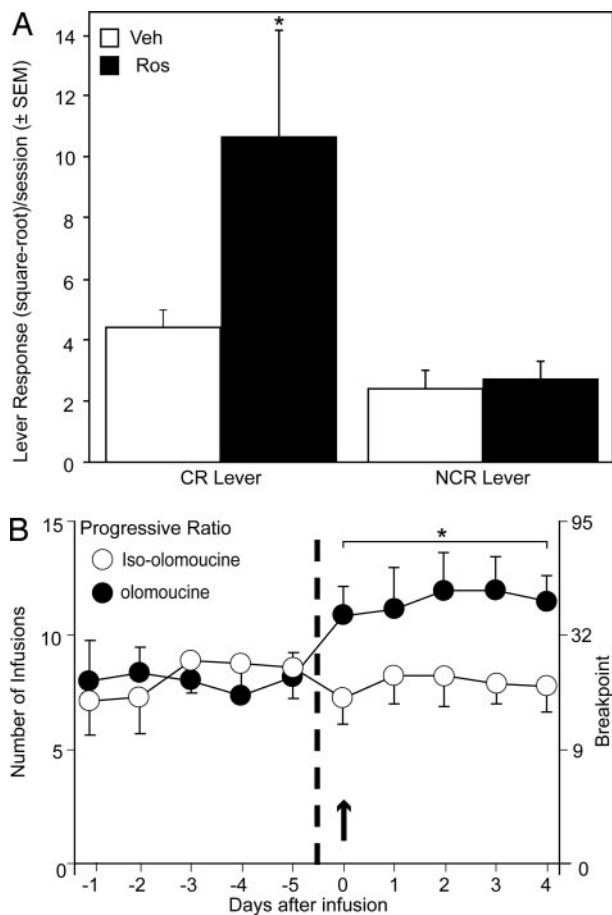 A
Lever Response (square-root)/session (± SEM)
14
12
10
8
6
4
2
0
Veh
Ros
*
CR Lever
NCR Lever
B
Progressive Ratio
Iso-olomoucine
olomoucine
*
Number of Infusions
15
10
5
0
95
32
9
0
Breakpoint
-1 -2 -3 -4 -5 0 1 2 3 4
Days after infusion